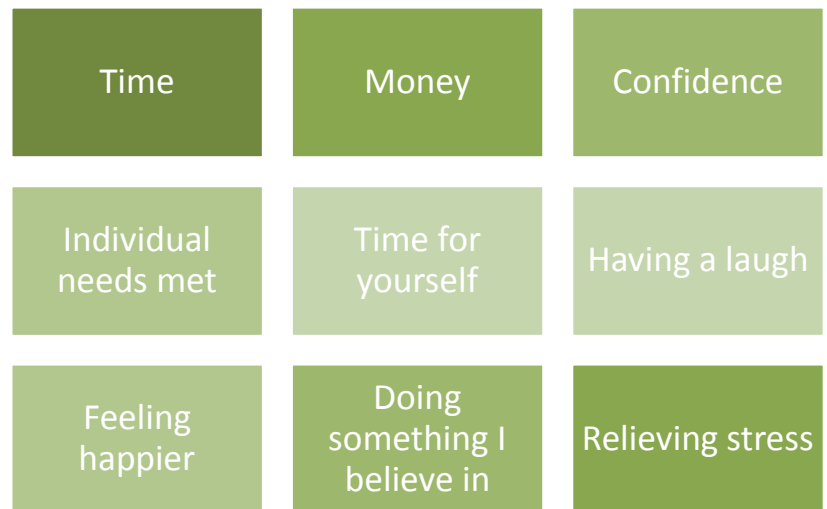 Time
Money
Confidence
Individual
needs met
Time for
yourself
Having a laugh
Feeling
happier
Doing
something I
believe in
Relieving stress